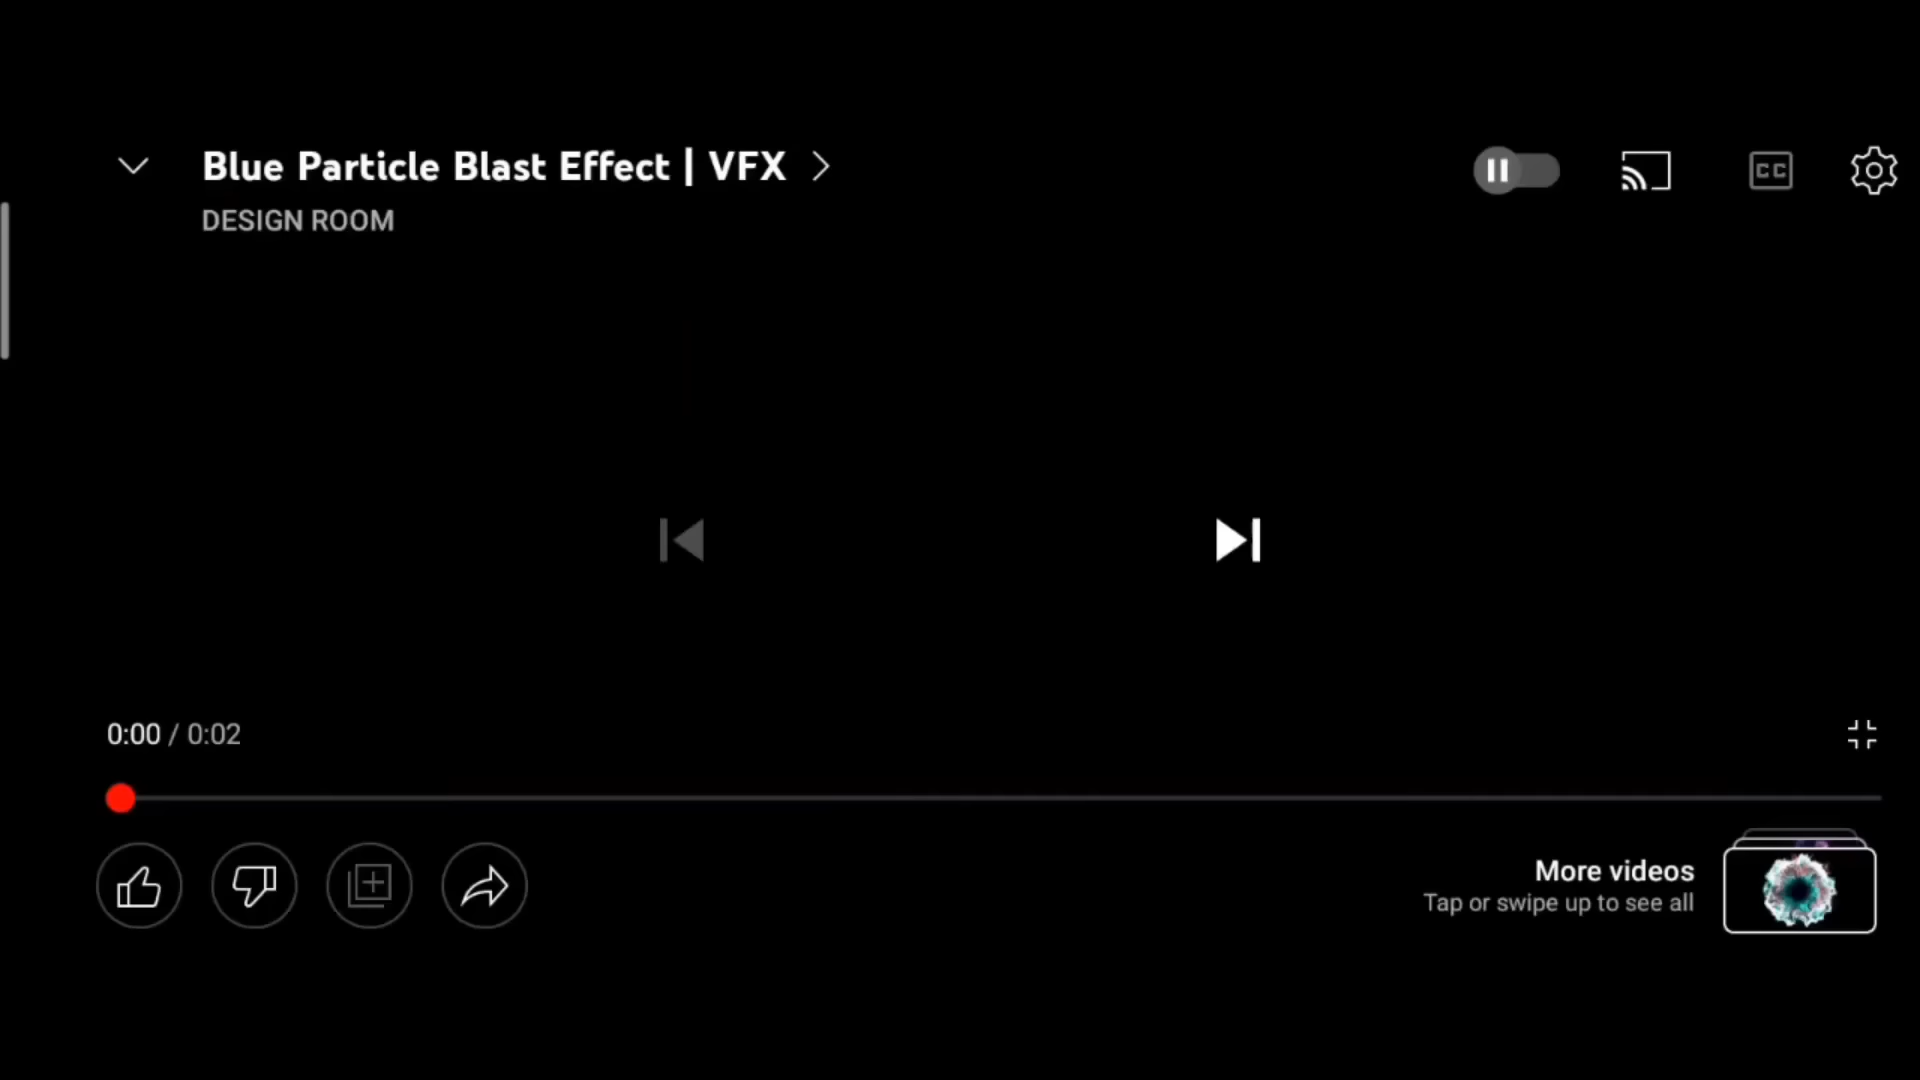 Blue Particle Blast Effect | VFX
DESIGN ROOM
CC
0:00 / 0:02
More videos
Tap or swipe up to see all